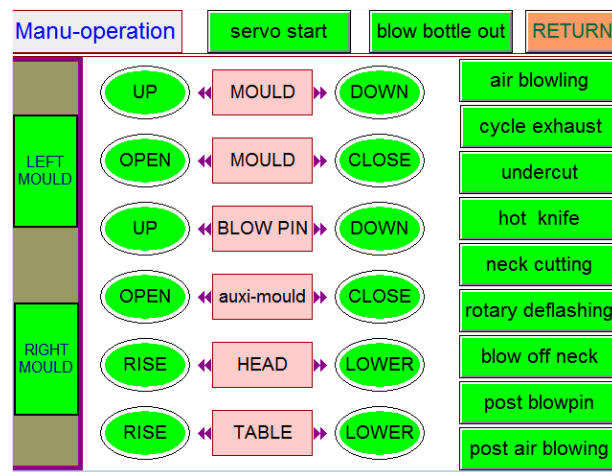 Manu-operation servo start blow bottle out RETURN
UP MOULD DOWN air blowling
cycle exhaust
LEFT
MOULD
OPEN MOULD CLOSE undercut
UP BLOW PIN DOWN hot knife
neck cutting
OPEN auxi-mould CLOSE rotary deflashing
RIGHT
MOULD
RISE HEAD LOWER blow off neck
post blowpin
RISE TABLE LOWER post air blowing